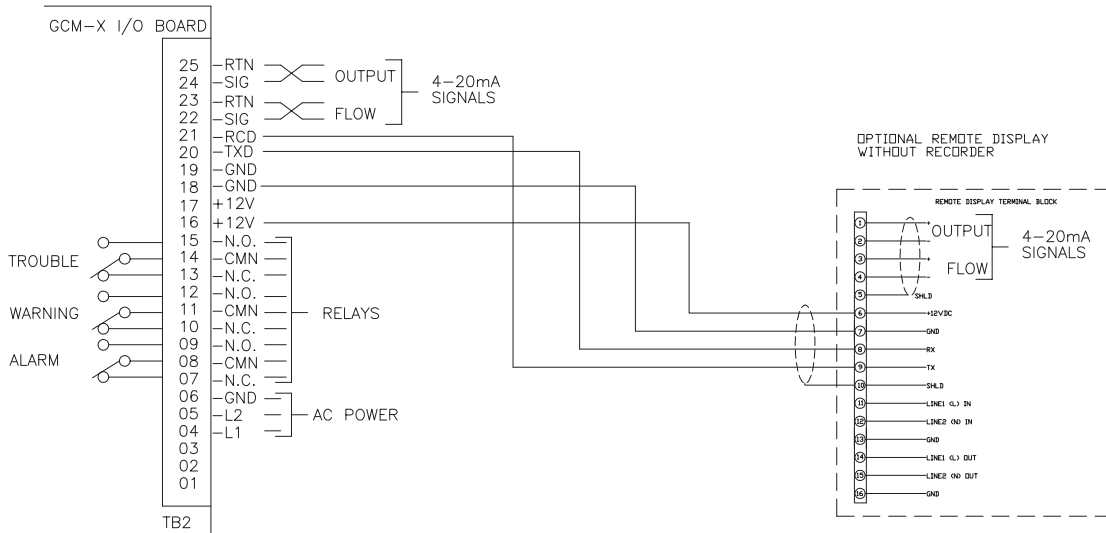 GCM-X I/O BOARD
25 -RTN
24 -SIG
OUTPUT
23 -RTN
22 -SIG
FLOW
4-20mA
SIGNALS
21 -RCD
20 -TXD
19 -GND
18 -GND
17 +12V
16 +12V
15 -N.O.
14 -CMN
13 -N.C.
TROUBLE
12 -N.O.
11 -CMN
10 -N.C.
WARNING
RELAYS
09 -N.O.
08 -CMN
07 -N.C.
ALARM
06 -GND
05 -L2
04 -L1
AC POWER
03
02
01
TB2
OPTIONAL REMOTE DISPLAY
WITHOUT RECORDER
REMOTE DISPLAY TERMINAL BLOCK
1 +
OUTPUT
2 -
3 +
FLOW
4 -
4-20mA
SIGNALS
5 SHLD
6 +12VDC
7 GND
8 RX
9 TX
10 SHLD
11 LINE1 (L) IN
12 LINE2 (N) IN
13 GND
14 LINE1 (L) OUT
15 LINE2 (N) OUT
16 GND